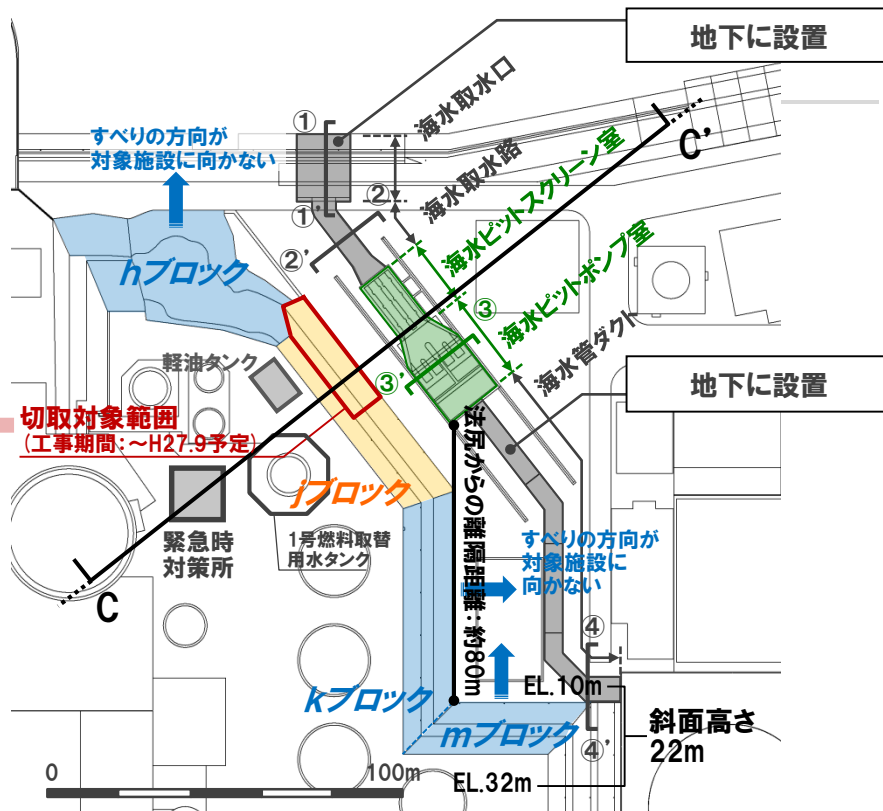 地下に設置
海水取水口
①
すべりの方向が
対象施設に向かない
C'
②
①'
海水取水路
②'
海水ピットスクリーン室
hブロック
③
海水ピットポンプ室
軽油タンク
③'
海水管ダクト
地下に設置
切取対象範囲
(工事期間:～H27.9予定)
法尻からの離隔距離：約80m
jブロック
緊急時
対策所
1号燃料取替
用水タンク
すべりの方向が
対象施設に
向かない
C
④
EL.10m
kブロック
斜面高さ
22m
mブロック
④'
0
100m
EL.32m